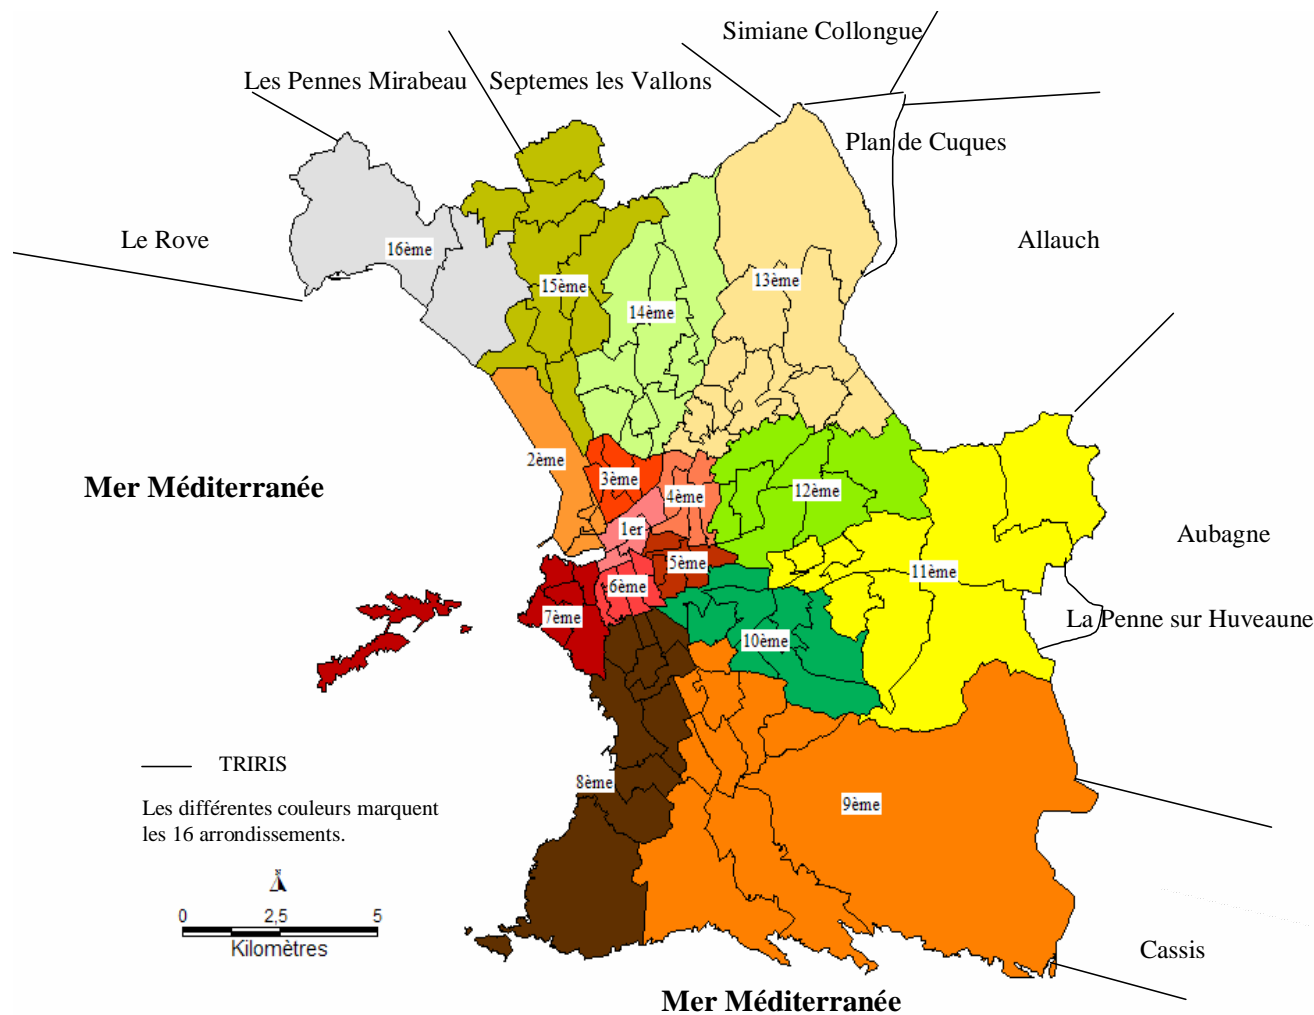 Simiane Collongue
Les Pennes Mirabeau
Septemes les Vallons
Plan de Cuques
Le Rove
Allauch
16ème
15ème
13ème
14ème
2ème
3ème
Mer Méditerranée
4ème
12ème
1er
Aubagne
5ème
11ème
6ème
7ème
La Penne sur Huveaune
10ème
TRIRIS
8ème
Les différentes couleurs marquent
les 16 arrondissements.
9ème
N
0 2,5 5
Kilomètres
Cassis
Mer Méditerranée